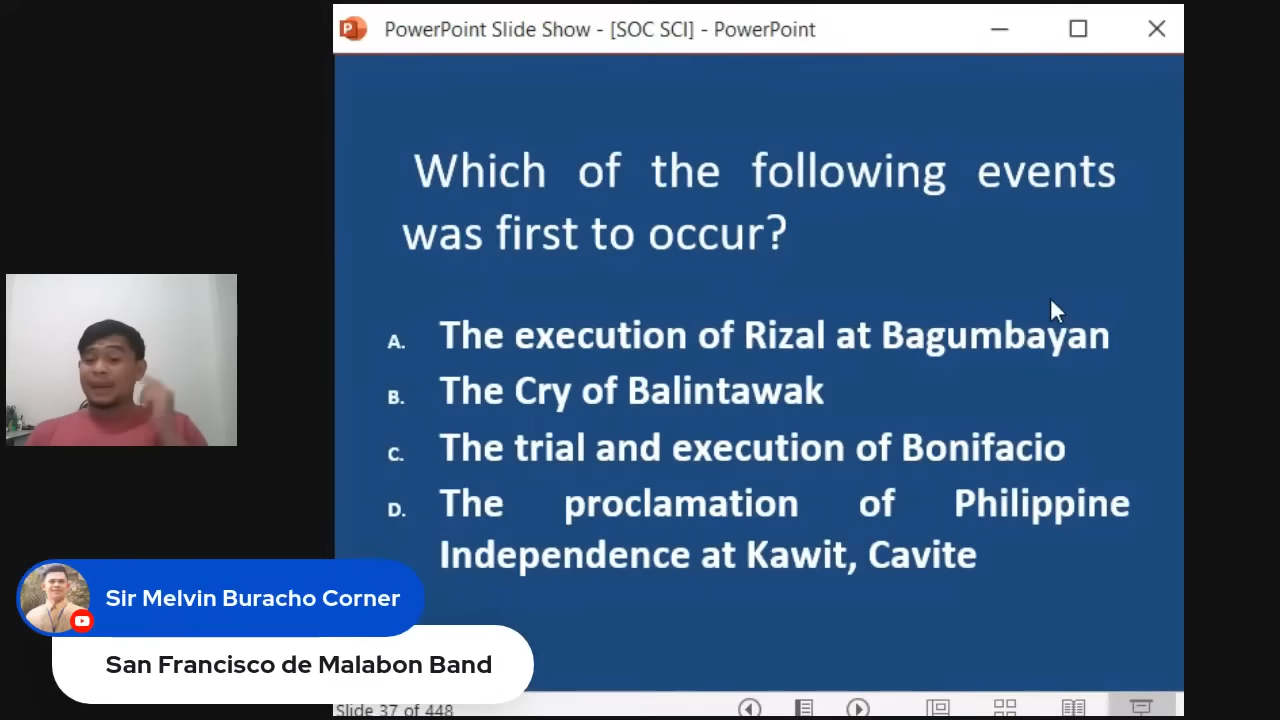 PowerPoint Slide Show - [SOC SCI] - PowerPoint
Which of the following events
was first to occur?
A. The execution of Rizal at Bagumbayan
B. The Cry of Balintawak
C. The trial and execution of Bonifacio
D. The proclamation of Philippine
Independence at Kawit, Cavite
Sir Melvin Buracho Corner
San Francisco de Malabon Band
Slide 37 of 448